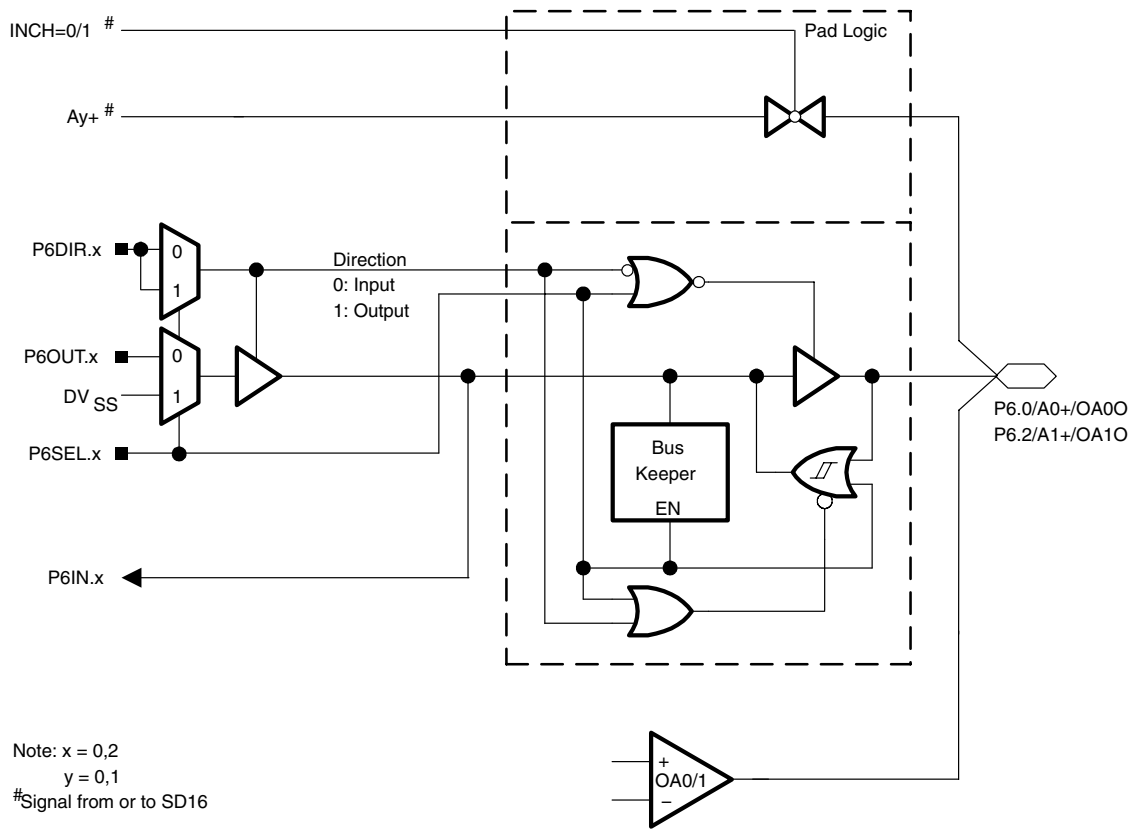 INCH=0/1 #
Pad Logic
Ay+ #
P6DIR.x
0
1
Direction
0: Input
1: Output
P6OUT.x
0
DVSS
1
P6SEL.x
P6.0/A0+/OA0O
P6.2/A1+/OA1O
Bus
Keeper
EN
P6IN.x
Note: x = 0,2
y = 0,1
#Signal from or to SD16
+
OA0/1
−